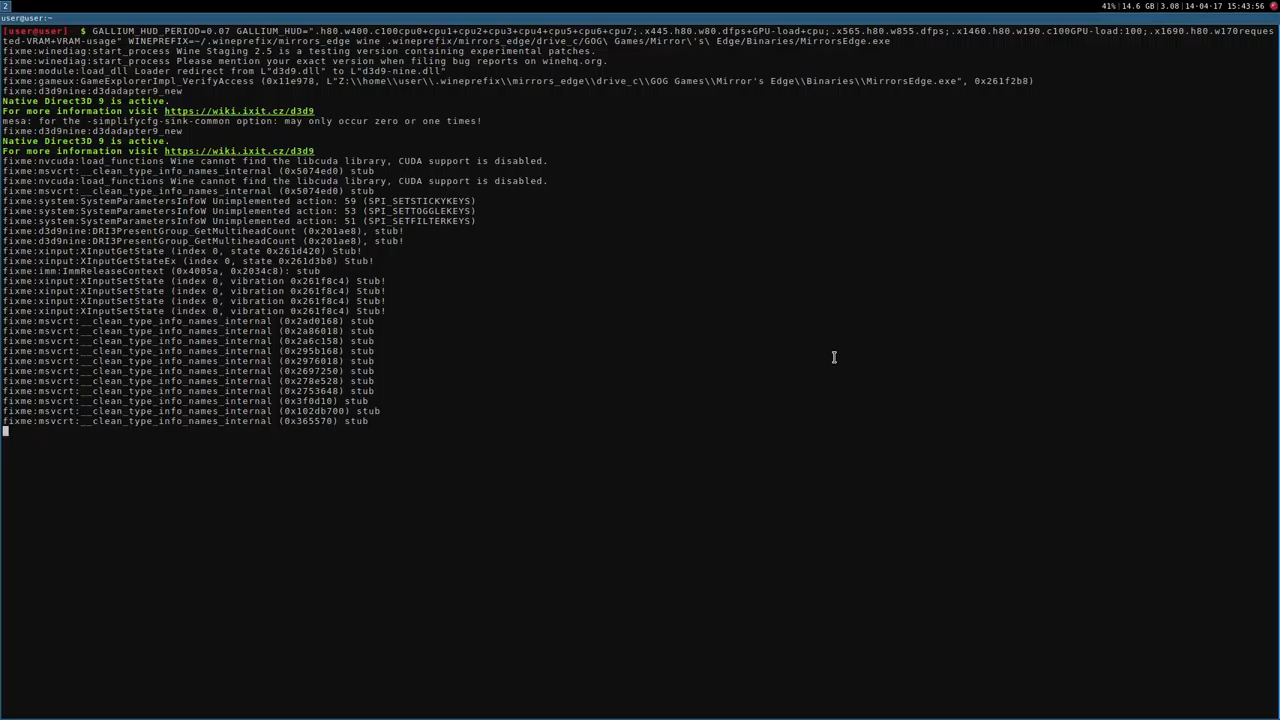 2
41% | 14.6 GB | 3.08 | 14-04-17 15:43:56
user@user:~
[user@user] $ GALLIUM_HUD_PERIOD=0.07 GALLIUM_HUD=".h80.w400.c100cpu0+cpu1+cpu2+cpu3+cpu4+cpu5+cpu6+cpu7;.x445.h80.w80.dfps+GPU-load+cpu;.x565.h80.w855.dfps;.x1460.h80.w190.c100GPU-load:100;.x1690.h80.w170reques
ted-VRAM+VRAM-usage" WINEPREFIX=~/.wineprefix/mirrors_edge wine .wineprefix/mirrors_edge/drive_c/GOG\ Games/Mirror\'s\ Edge/Binaries/MirrorsEdge.exe
fixme:winediag:start_process Wine Staging 2.5 is a testing version containing experimental patches.
fixme:winediag:start_process Please mention your exact version when filing bug reports on winehq.org.
fixme:module:load_dll Loader redirect from L"d3d9.dll" to L"d3d9-nine.dll"
fixme:gameux:GameExplorerImpl_VerifyAccess (0x11e978, L"Z:\\home\\user\\.wineprefix\\mirrors_edge\\drive_c\\GOG Games\\Mirror's Edge\\Binaries\\MirrorsEdge.exe", 0x261f2b8)
fixme:d3d9nine:d3dadapter9_new
Native Direct3D 9 is active.
For more information visit https://wiki.ixit.cz/d3d9
mesa: for the -simplifycfg-sink-common option: may only occur zero or one times!
fixme:d3d9nine:d3dadapter9_new
Native Direct3D 9 is active.
For more information visit https://wiki.ixit.cz/d3d9
fixme:nvcuda:load_functions Wine cannot find the libcuda library, CUDA support is disabled.
fixme:msvcrt:__clean_type_info_names_internal (0x5074ed0) stub
fixme:nvcuda:load_functions Wine cannot find the libcuda library, CUDA support is disabled.
fixme:msvcrt:__clean_type_info_names_internal (0x5074ed0) stub
fixme:system:SystemParametersInfoW Unimplemented action: 59 (SPI_SETSTICKYKEYS)
fixme:system:SystemParametersInfoW Unimplemented action: 53 (SPI_SETTOGGLEKEYS)
fixme:system:SystemParametersInfoW Unimplemented action: 51 (SPI_SETFILTERKEYS)
fixme:d3d9nine:DRI3PresentGroup_GetMultiheadCount (0x201ae8), stub!
fixme:d3d9nine:DRI3PresentGroup_GetMultiheadCount (0x201ae8), stub!
fixme:xinput:XInputGetState (index 0, state 0x261d420) Stub!
fixme:xinput:XInputGetStateEx (index 0, state 0x261d3b8) Stub!
fixme:imm:ImmReleaseContext (0x4005a, 0x2034c8): stub
fixme:xinput:XInputSetState (index 0, vibration 0x261f8c4) Stub!
fixme:xinput:XInputSetState (index 0, vibration 0x261f8c4) Stub!
fixme:xinput:XInputSetState (index 0, vibration 0x261f8c4) Stub!
fixme:xinput:XInputSetState (index 0, vibration 0x261f8c4) Stub!
fixme:msvcrt:__clean_type_info_names_internal (0x2ad0168) stub
fixme:msvcrt:__clean_type_info_names_internal (0x2a86018) stub
fixme:msvcrt:__clean_type_info_names_internal (0x2a6c158) stub
fixme:msvcrt:__clean_type_info_names_internal (0x295b168) stub
fixme:msvcrt:__clean_type_info_names_internal (0x2976018) stub
fixme:msvcrt:__clean_type_info_names_internal (0x2697250) stub
fixme:msvcrt:__clean_type_info_names_internal (0x278e528) stub
fixme:msvcrt:__clean_type_info_names_internal (0x2753648) stub
fixme:msvcrt:__clean_type_info_names_internal (0x3f0d10) stub
fixme:msvcrt:__clean_type_info_names_internal (0x102db700) stub
fixme:msvcrt:__clean_type_info_names_internal (0x365570) stub